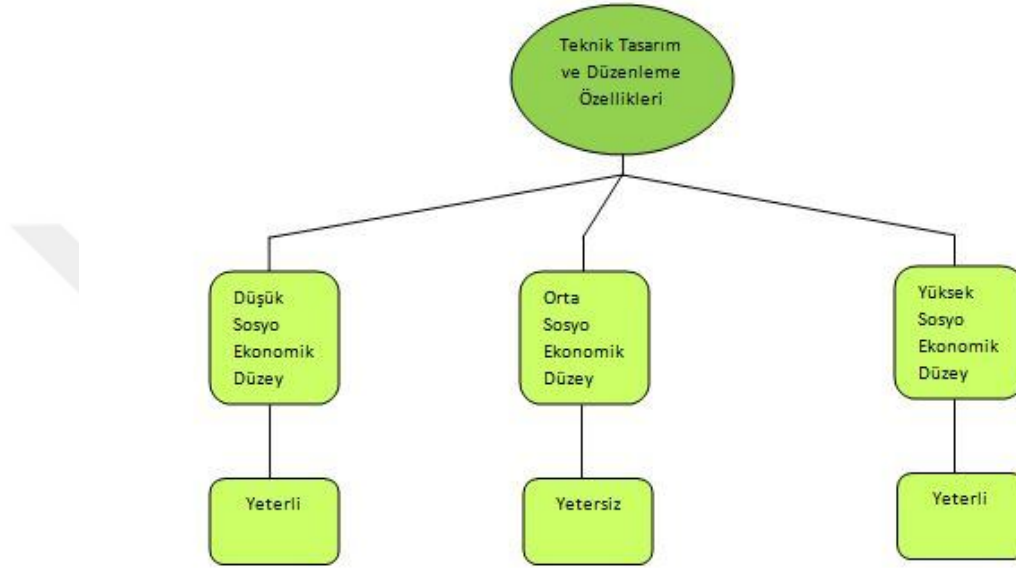 Teknik Tasarım
ve Düzenleme
Özellikleri
Düşük
Sosyo
Ekonomik
Düzey
Orta
Sosyo
Ekonomik
Düzey
Yüksek
Sosyo
Ekonomik
Düzey
Yeterli
Yetersiz
Yeterli